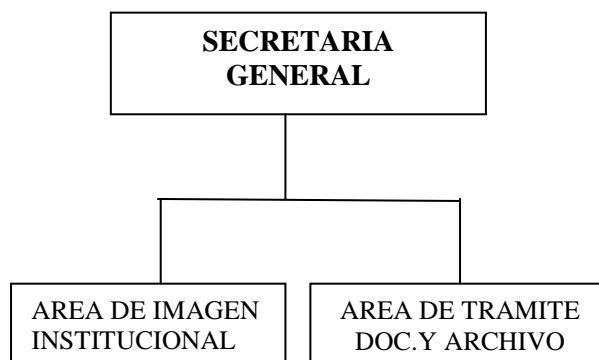 SECRETARIA
GENERAL
AREA DE IMAGEN
INSTITUCIONAL
AREA DE TRAMITE
DOC.Y ARCHIVO